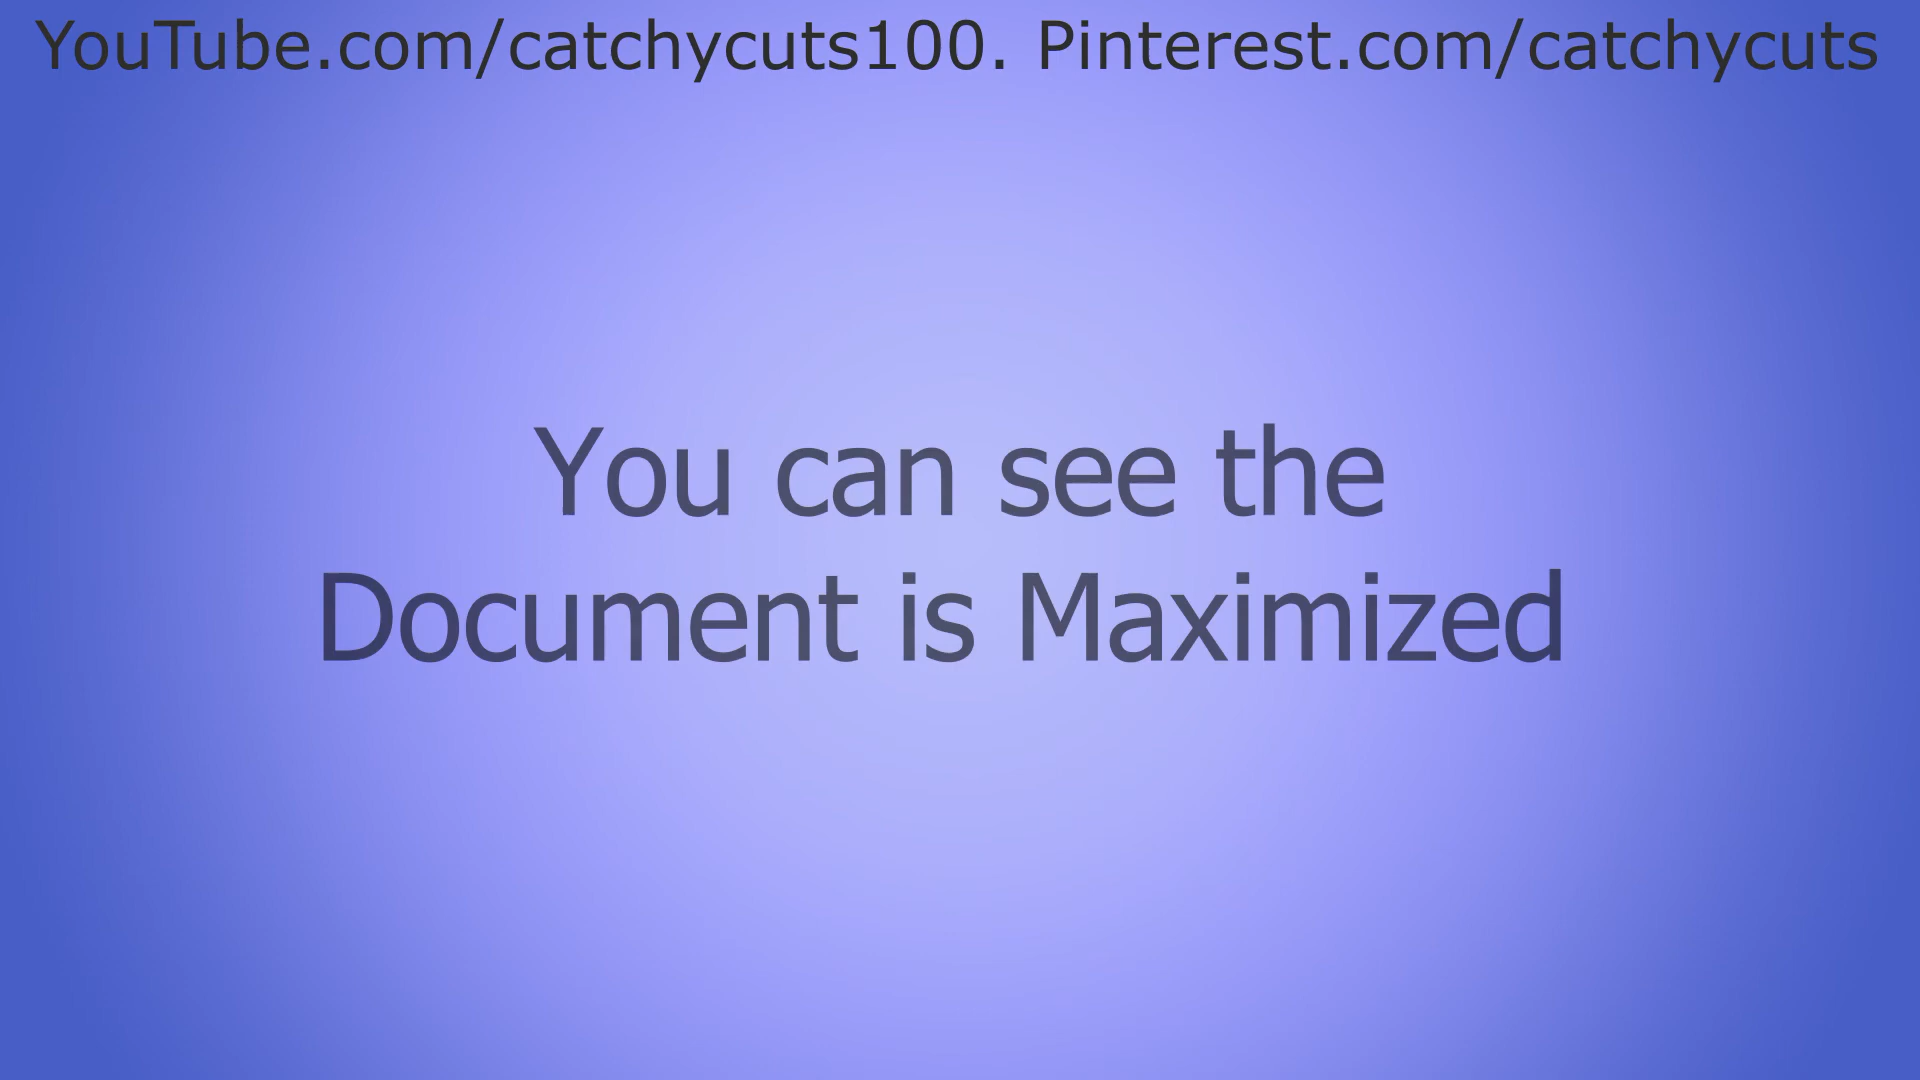 YouTube.com/catchycuts100. Pinterest.com/catchycuts
You can see the
Document is Maximized